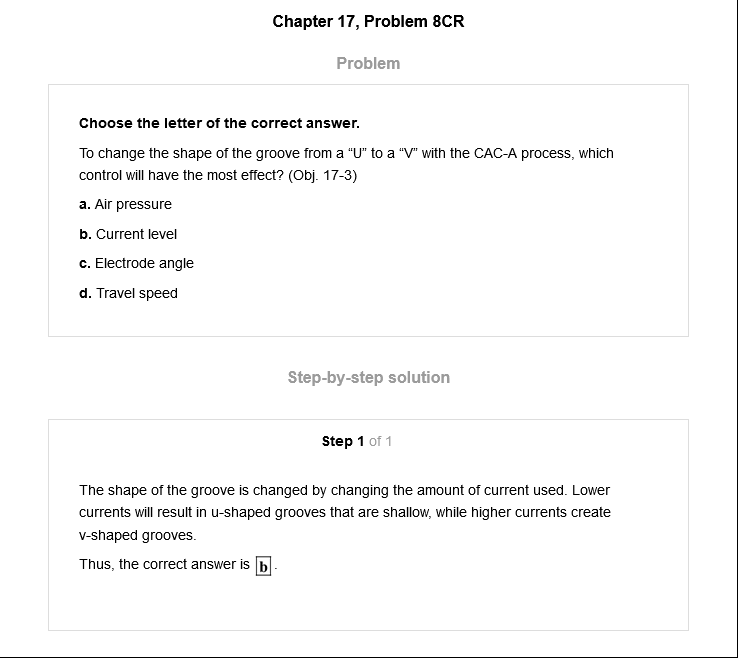 Chapter 17, Problem 8CR
Problem
Choose the letter of the correct answer.
To change the shape of the groove from a “U” to a “V” with the CAC-A process, which
control will have the most effect? (Obj. 17-3)
a. Air pressure
b. Current level
c. Electrode angle
d. Travel speed
Step-by-step solution
Step 1 of 1
The shape of the groove is changed by changing the amount of current used. Lower
currents will result in u-shaped grooves that are shallow, while higher currents create
v-shaped grooves.
Thus, the correct answer is b.